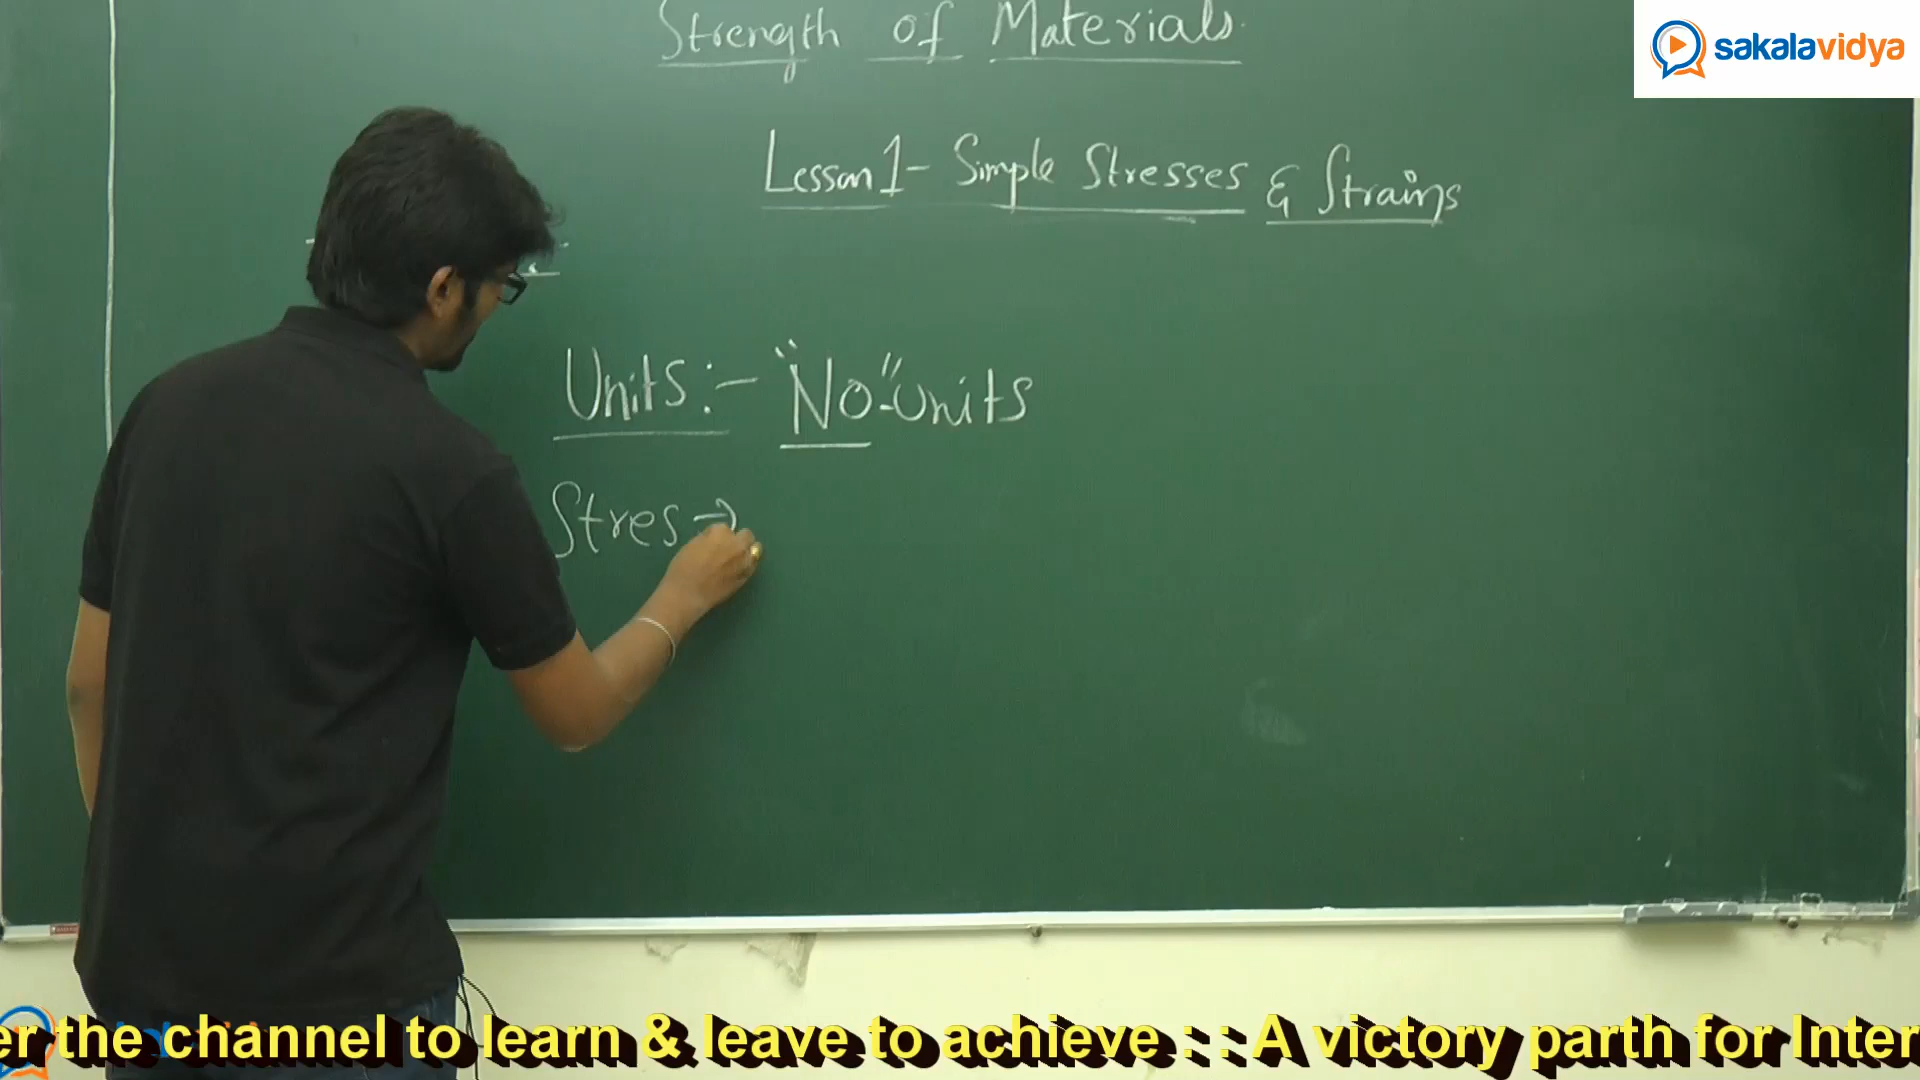 Strength of Materials.
sakalavidya
Lesson 1- Simple Stresses & Strains
Units:- "No"-units
Stres →
er the channel to learn & leave to achieve : : A victory parth for Inter